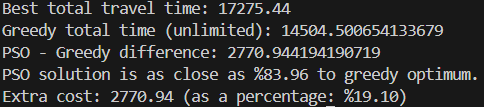 Best total travel time: 17275.44
Greedy total time (unlimited): 14504.500654133679
PSO - Greedy difference: 2770.944194190719
PSO solution is as close as %83.96 to greedy optimum.
Extra cost: 2770.94 (as a percentage: %19.10)